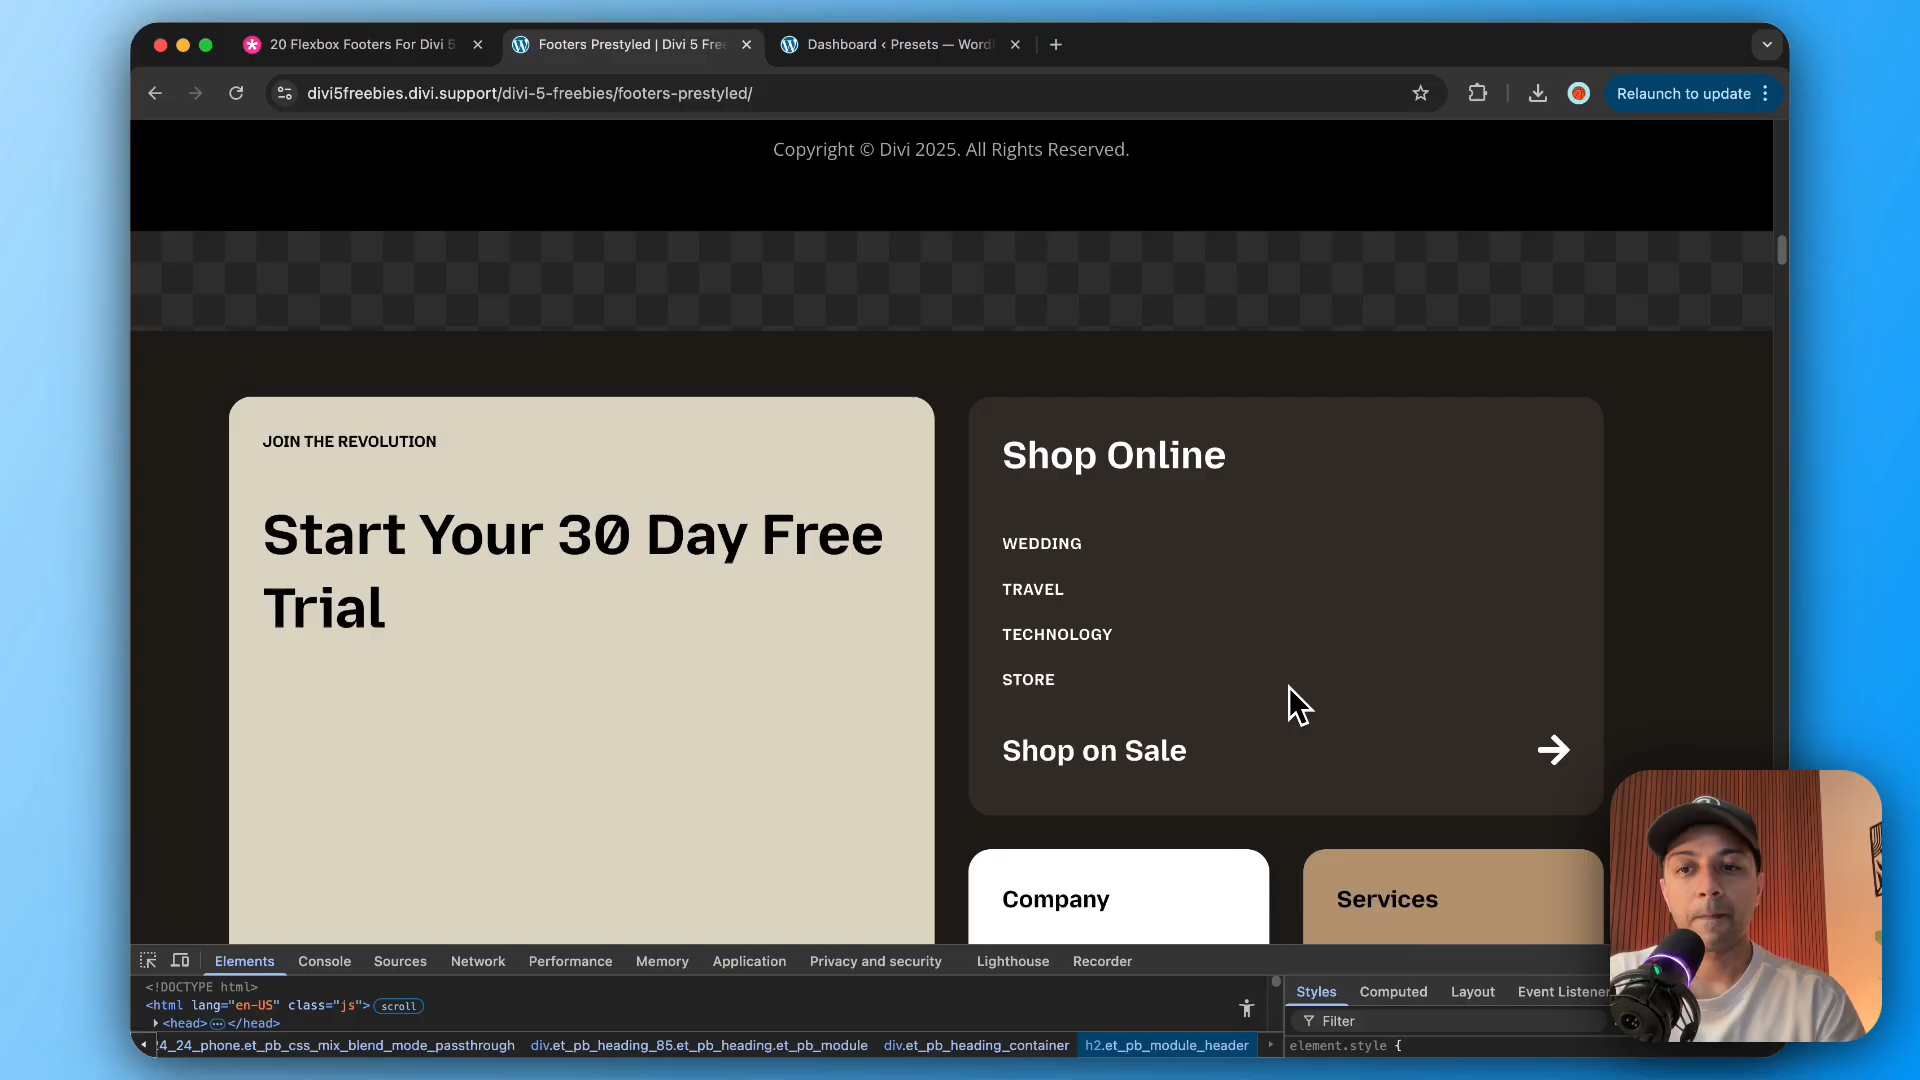 20 Flexbox Footers For Divi 5
Footers Prestyled | Divi 5 Free
Dashboard ‹ Presets — Word
divi5freebies.divi.support/divi-5-freebies/footers-prestyled/
Relaunch to update
Copyright © Divi 2025. All Rights Reserved.
JOIN THE REVOLUTION
Start Your 30 Day Free
Trial
Shop Online
WEDDING
TRAVEL
TECHNOLOGY
STORE
Shop on Sale
Company
Services
Elements
Console
Sources
Network
Performance
Memory
Application
Privacy and security
Lighthouse
Recorder
<!DOCTYPE html>
<html lang="en-US" class="js"> scroll
<head> </head>
24_24_phone.et_pb_css_mix_blend_mode_passthrough div.et_pb_heading_85.et_pb_heading.et_pb_module div.et_pb_heading_container h2.et_pb_module_header
Styles
Computed
Layout
Event Listener
Filter
element.style {